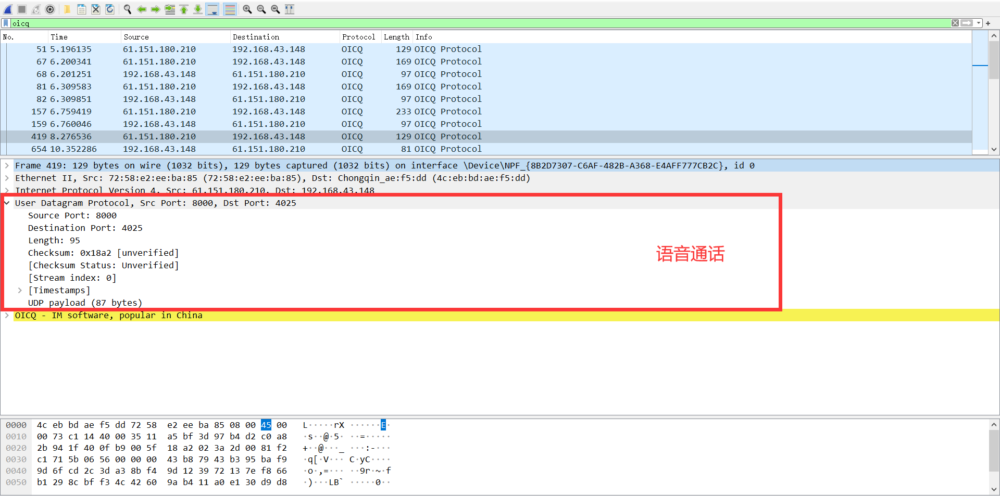 oicq
No. Time Source Destination Protocol Length Info
51 5.196135 61.151.180.210 192.168.43.148 OICQ 129 OICQ Protocol
67 6.200341 61.151.180.210 192.168.43.148 OICQ 169 OICQ Protocol
68 6.201251 192.168.43.148 61.151.180.210 OICQ 97 OICQ Protocol
81 6.309583 61.151.180.210 192.168.43.148 OICQ 169 OICQ Protocol
82 6.309851 192.168.43.148 61.151.180.210 OICQ 97 OICQ Protocol
157 6.759419 61.151.180.210 192.168.43.148 OICQ 233 OICQ Protocol
159 6.760046 192.168.43.148 61.151.180.210 OICQ 97 OICQ Protocol
419 8.276536 61.151.180.210 192.168.43.148 OICQ 129 OICQ Protocol
654 10.352286 192.168.43.148 61.151.180.210 OICQ 81 OICQ Protocol
Frame 419: 129 bytes on wire (1032 bits), 129 bytes captured (1032 bits) on interface \Device\NPF_{8B2D7307-C6AF-482B-A368-E4AFF777CB2C}, id 0
Ethernet II, Src: 72:58:e2:ee:ba:85 (72:58:e2:ee:ba:85), Dst: Chongqin_ae:f5:dd (4c:eb:bd:ae:f5:dd)
Internet Protocol Version 4, Src: 61.151.180.210, Dst: 192.168.43.148
User Datagram Protocol, Src Port: 8000, Dst Port: 4025
Source Port: 8000
Destination Port: 4025
Length: 95
Checksum: 0x18a2 [unverified]
语音通话
[Checksum Status: Unverified]
[Stream index: 0]
[Timestamps]
UDP payload (87 bytes)
OICQ - IM software, popular in China
0000 4c eb bd ae f5 dd 72 58 e2 ee ba 85 08 00 45 00 L·····rX ······E·
0010 00 73 c1 14 40 00 35 11 a5 bf 3d 97 b4 d2 c0 a8 ·s··@·5· ··=·····
0020 2b 94 1f 40 0f b9 00 5f 18 a2 02 3a 2d 00 81 f2 +··@···_ ···:-···
0030 c1 71 5b 06 56 00 00 00 43 b8 79 43 b3 95 ba f9 ·q[·V··· C·yC····
0040 9d 6f cd 2c 3d a3 8b f4 9d 12 39 72 13 7e f8 66 ·o·,=··· ··9r·~·f
0050 b1 29 8c bf f3 4c 42 60 9a b4 11 a0 e1 30 d9 d8 ·)···LB` ·····0··